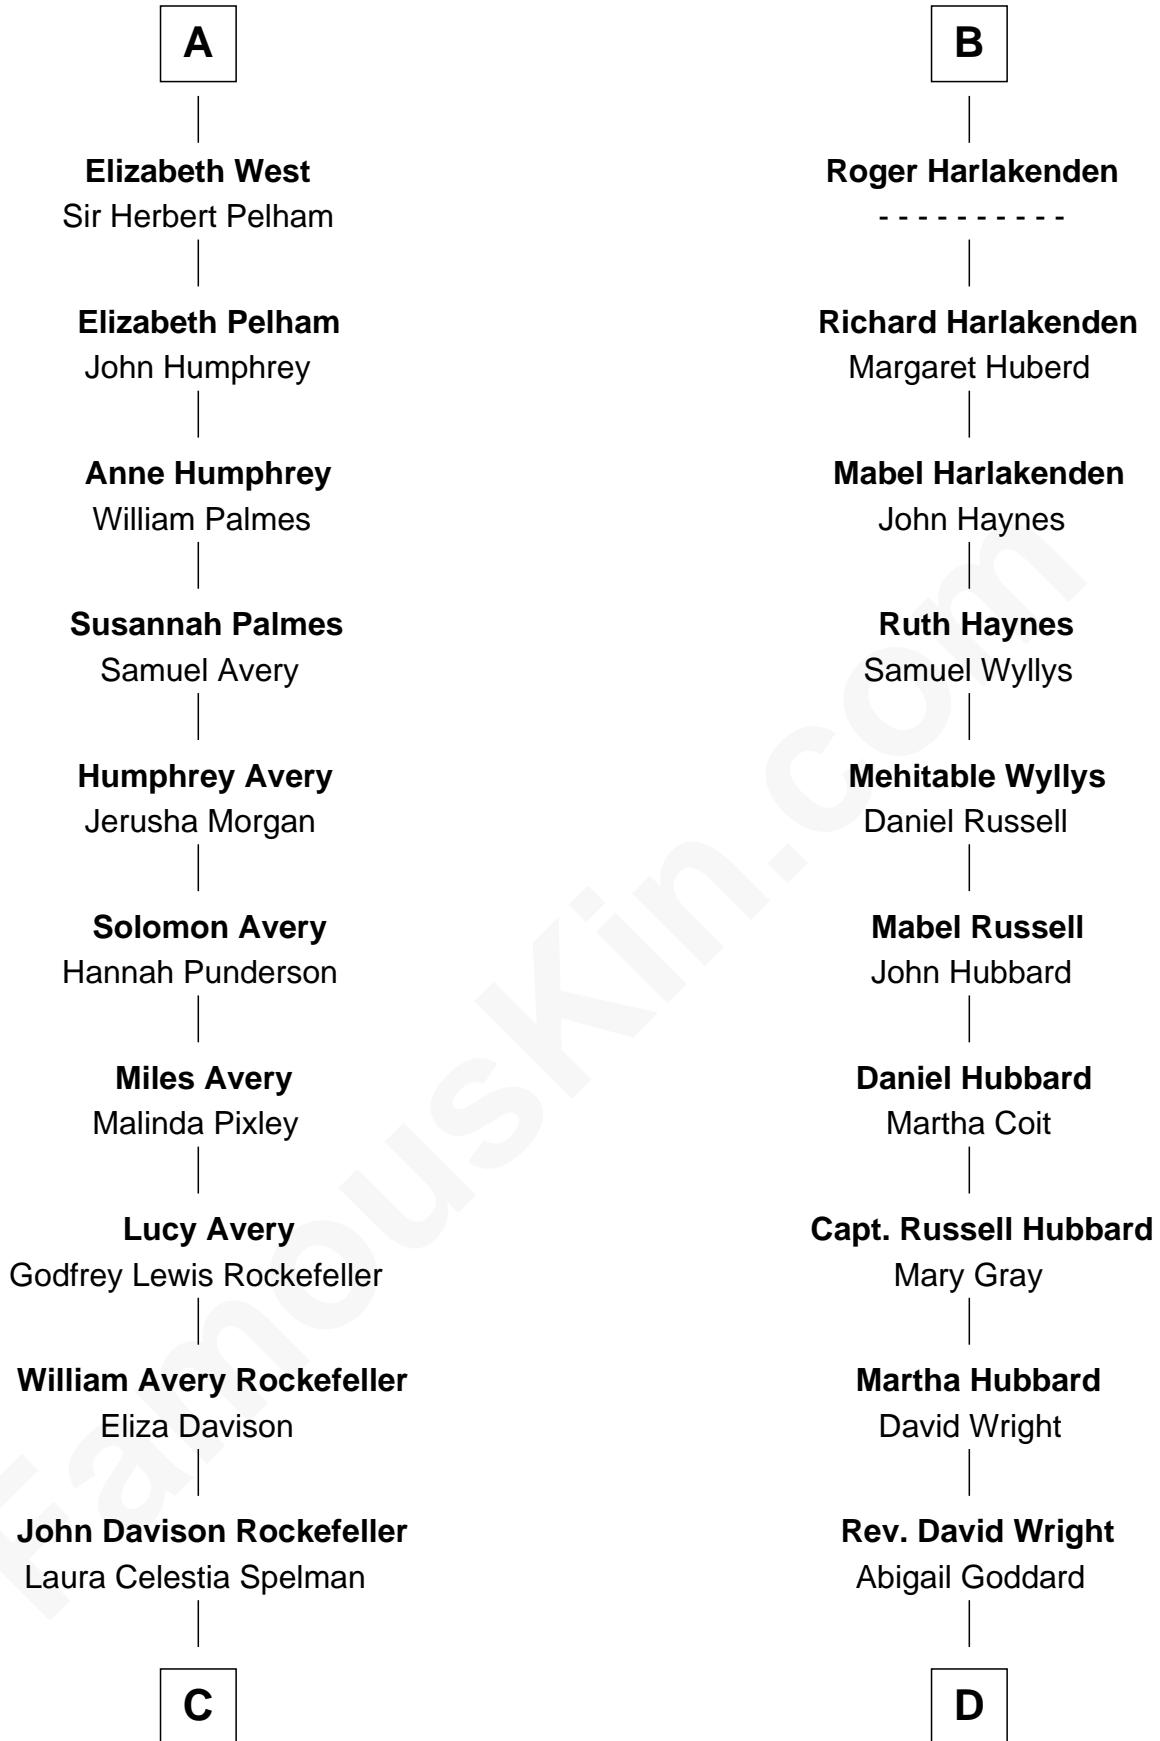 A
Elizabeth West
Sir Herbert Pelham
Elizabeth Pelham
John Humphrey
Anne Humphrey
William Palmes
Susannah Palmes
Samuel Avery
Humphrey Avery
Jerusha Morgan
Solomon Avery
Hannah Punderson
Miles Avery
Malinda Pixley
Lucy Avery
Godfrey Lewis Rockefeller
William Avery Rockefeller
Eliza Davison
John Davison Rockefeller
Laura Celestia Spelman
C
B
Roger Harlakenden
- - - - - - - - - -
Richard Harlakenden
Margaret Huberd
Mabel Harlakenden
John Haynes
Ruth Haynes
Samuel Wyllys
Mehitable Wyllys
Daniel Russell
Mabel Russell
John Hubbard
Daniel Hubbard
Martha Coit
Capt. Russell Hubbard
Mary Gray
Martha Hubbard
David Wright
Rev. David Wright
Abigail Goddard
D
FamousKin.com